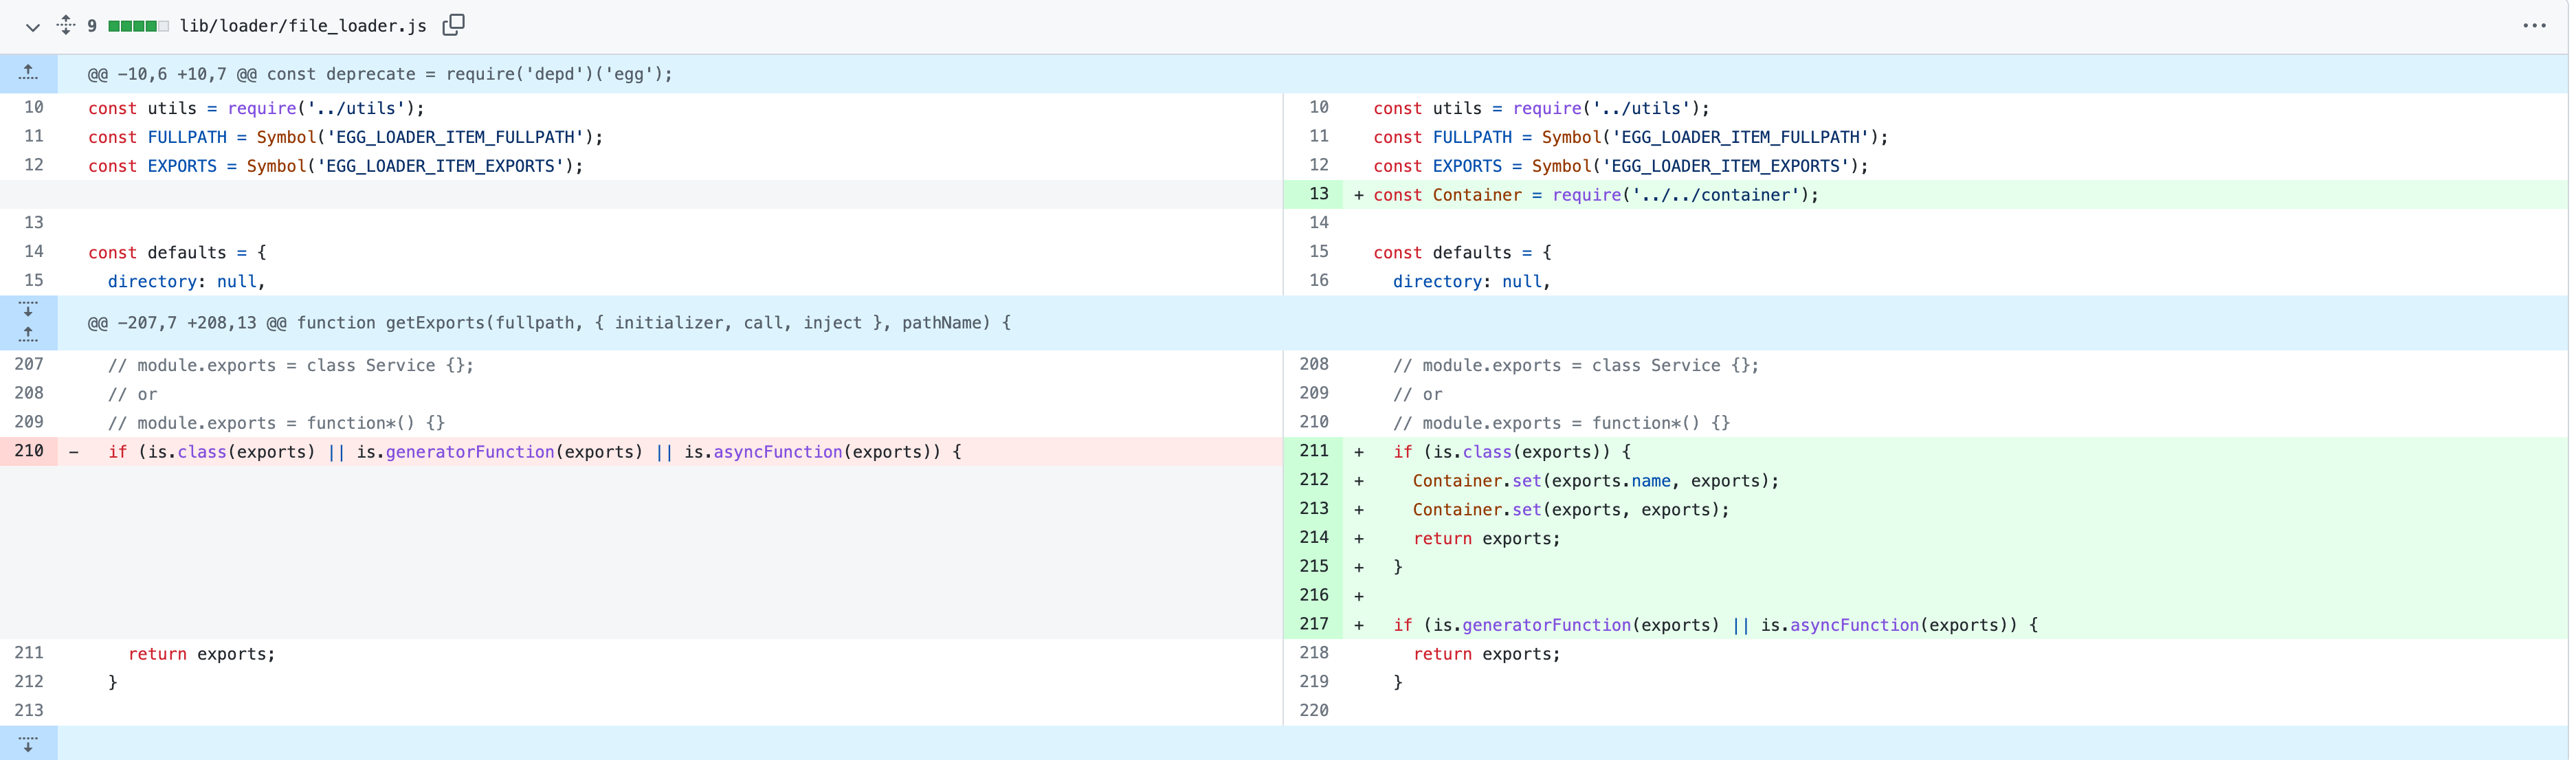 9 lib/loader/file_loader.js
@@ -10,6 +10,7 @@ const deprecate = require('depd')('egg');
10 const utils = require('../utils');
11 const FULLPATH = Symbol('EGG_LOADER_ITEM_FULLPATH');
12 const EXPORTS = Symbol('EGG_LOADER_ITEM_EXPORTS');
13
14 const defaults = {
15 directory: null,
10 const utils = require('../utils');
11 const FULLPATH = Symbol('EGG_LOADER_ITEM_FULLPATH');
12 const EXPORTS = Symbol('EGG_LOADER_ITEM_EXPORTS');
13 + const Container = require('../../container');
14
15 const defaults = {
16 directory: null,
@@ -207,7 +208,13 @@ function getExports(fullpath, { initializer, call, inject }, pathName) {
207 // module.exports = class Service {};
208 // or
209 // module.exports = function*() {}
210 - if (is.class(exports) || is.generatorFunction(exports) || is.asyncFunction(exports)) {
211 return exports;
212 }
213
208 // module.exports = class Service {};
209 // or
210 // module.exports = function*() {}
211 + if (is.class(exports)) {
212 + Container.set(exports.name, exports);
213 + Container.set(exports, exports);
214 + return exports;
215 + }
216 +
217 + if (is.generatorFunction(exports) || is.asyncFunction(exports)) {
218 return exports;
219 }
220